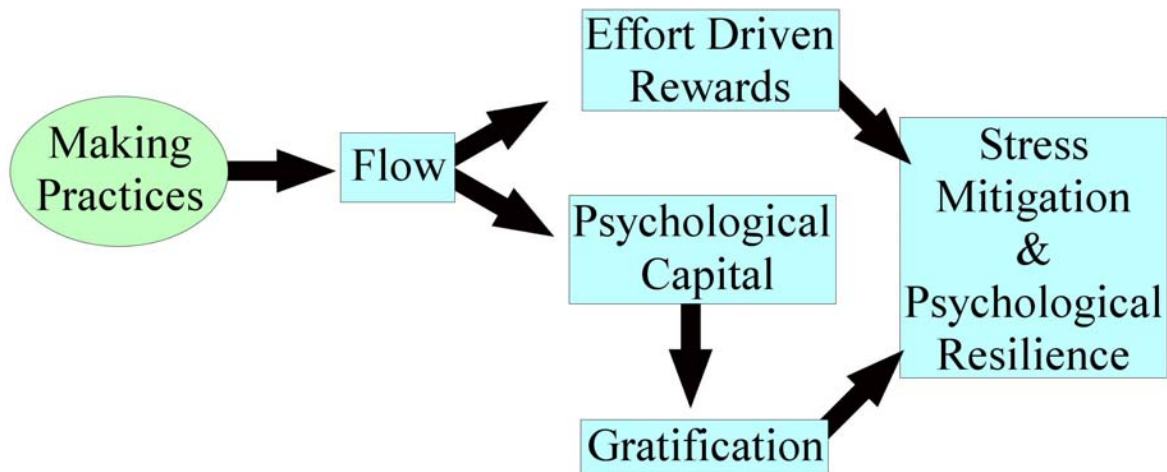 Making
Practices
Flow
Effort Driven
Rewards
Psychological
Capital
Gratification
Stress
Mitigation
&
Psychological
Resilience